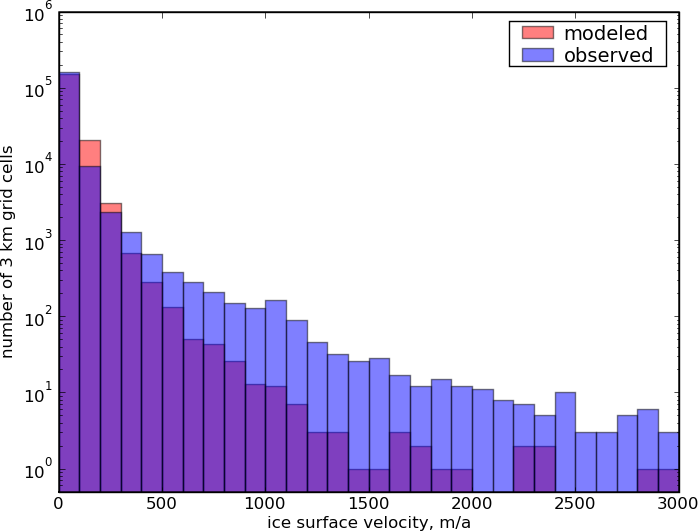 10^6
10^5
10^4
10^3
10^2
10^1
10^0
number of 3 km grid cells
modeled
observed
0 500 1000 1500 2000 2500 3000
ice surface velocity, m/a